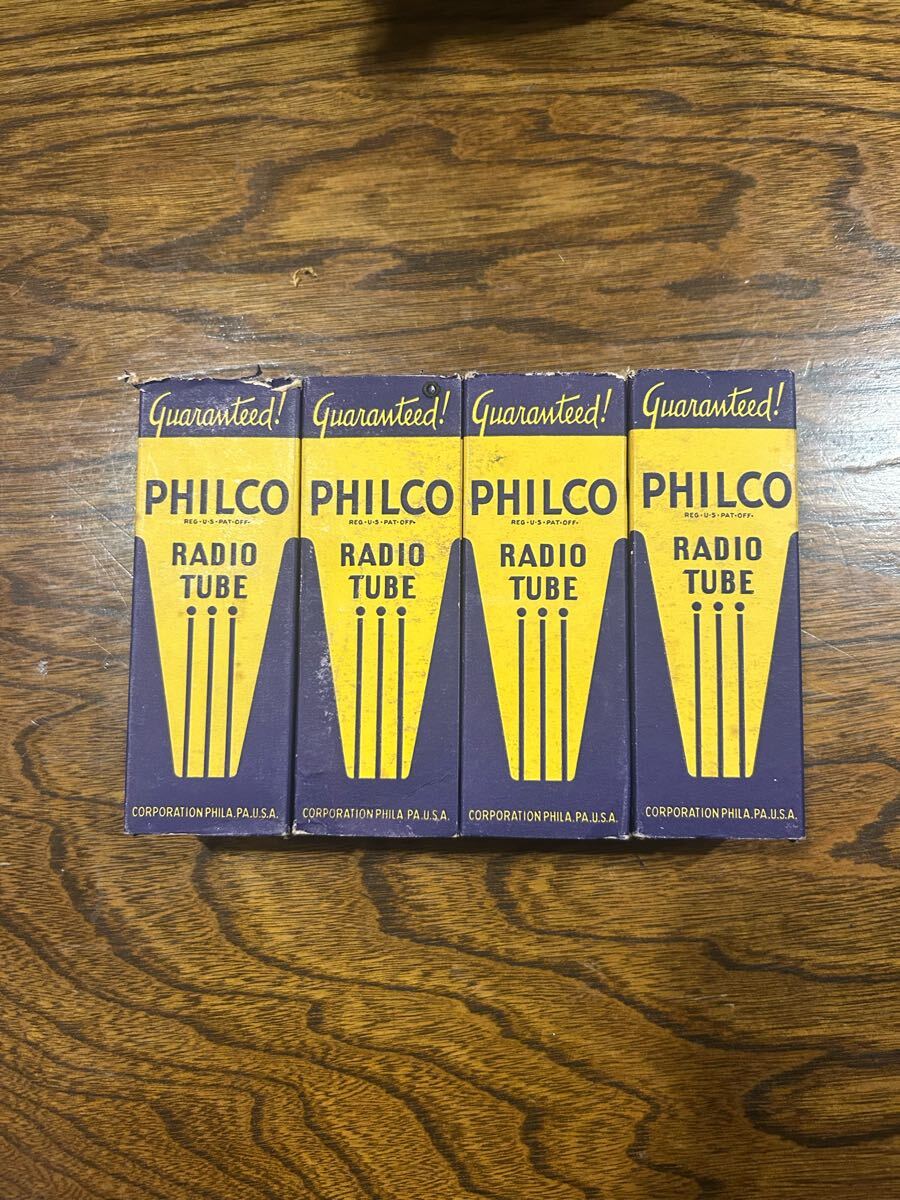 Guaranteed!
PHILCO
REG·U·S·PAT·OFF·
RADIO
TUBE
CORPORATION PHILA. PA. U.S.A.
Guaranteed!
PHILCO
REG·U·S·PAT·OFF·
RADIO
TUBE
CORPORATION PHILA. PA. U.S.A.
Guaranteed!
PHILCO
REG·U·S·PAT·OFF·
RADIO
TUBE
CORPORATION PHILA. PA. U.S.A.
Guaranteed!
PHILCO
REG·U·S·PAT·OFF·
RADIO
TUBE
CORPORATION PHILA. PA. U.S.A.